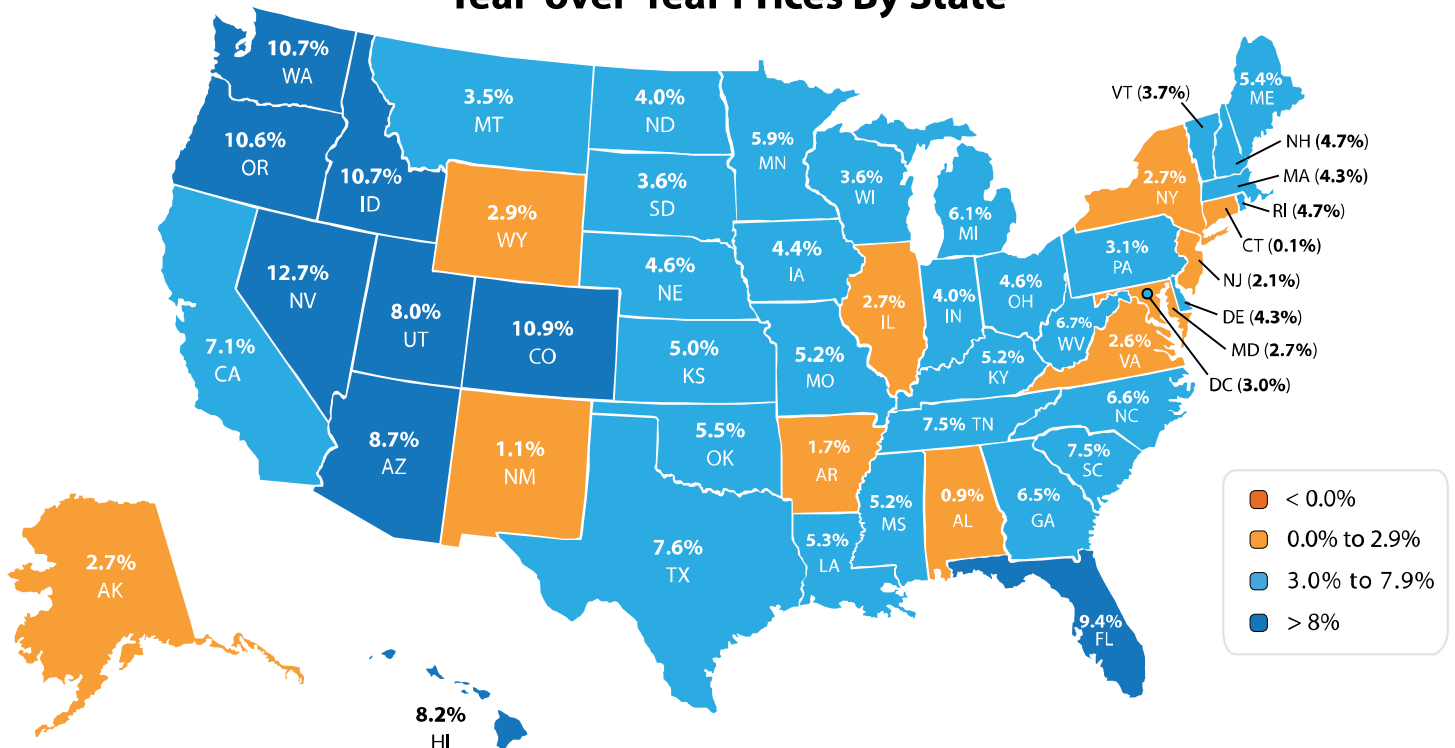 Year-over-Year Prices By State
10.7%
WA
10.6%
OR
10.7%
ID
3.5%
MT
4.0%
ND
5.9%
MN
3.6%
WI
6.1%
MI
5.4%
ME
VT (3.7%)
NH (4.7%)
MA (4.3%)
RI (4.7%)
CT (0.1%)
NJ (2.1%)
DE (4.3%)
MD (2.7%)
DC (3.0%)
2.7%
NY
3.1%
PA
2.9%
WY
3.6%
SD
4.4%
IA
4.6%
NE
12.7%
NV
8.0%
UT
10.9%
CO
7.1%
CA
5.0%
KS
5.2%
MO
2.7%
IL
4.0%
IN
4.6%
OH
6.7%
WV
2.6%
VA
5.2%
KY
6.6%
NC
7.5% TN
7.5%
SC
8.7%
AZ
1.1%
NM
5.5%
OK
1.7%
AR
5.2%
MS
0.9%
AL
6.5%
GA
7.6%
TX
5.3%
LA
9.4%
FL
2.7%
AK
8.2%
HI
< 0.0%
0.0% to 2.9%
3.0% to 7.9%
> 8%